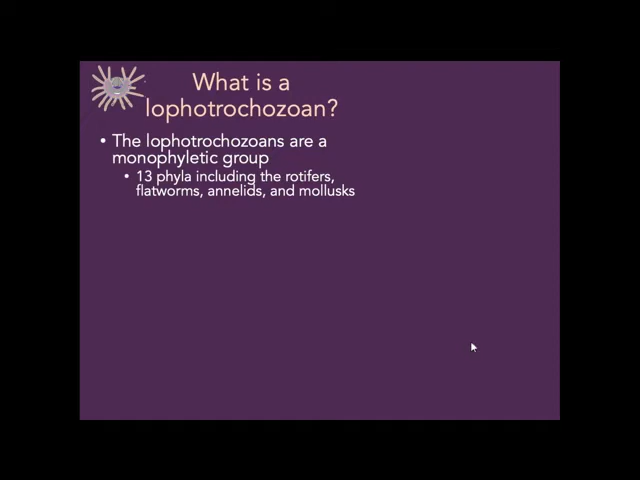 What is a
lophotrochozoan?
• The lophotrochozoans are a
monophyletic group
• 13 phyla including the rotifers,
flatworms, annelids, and mollusks